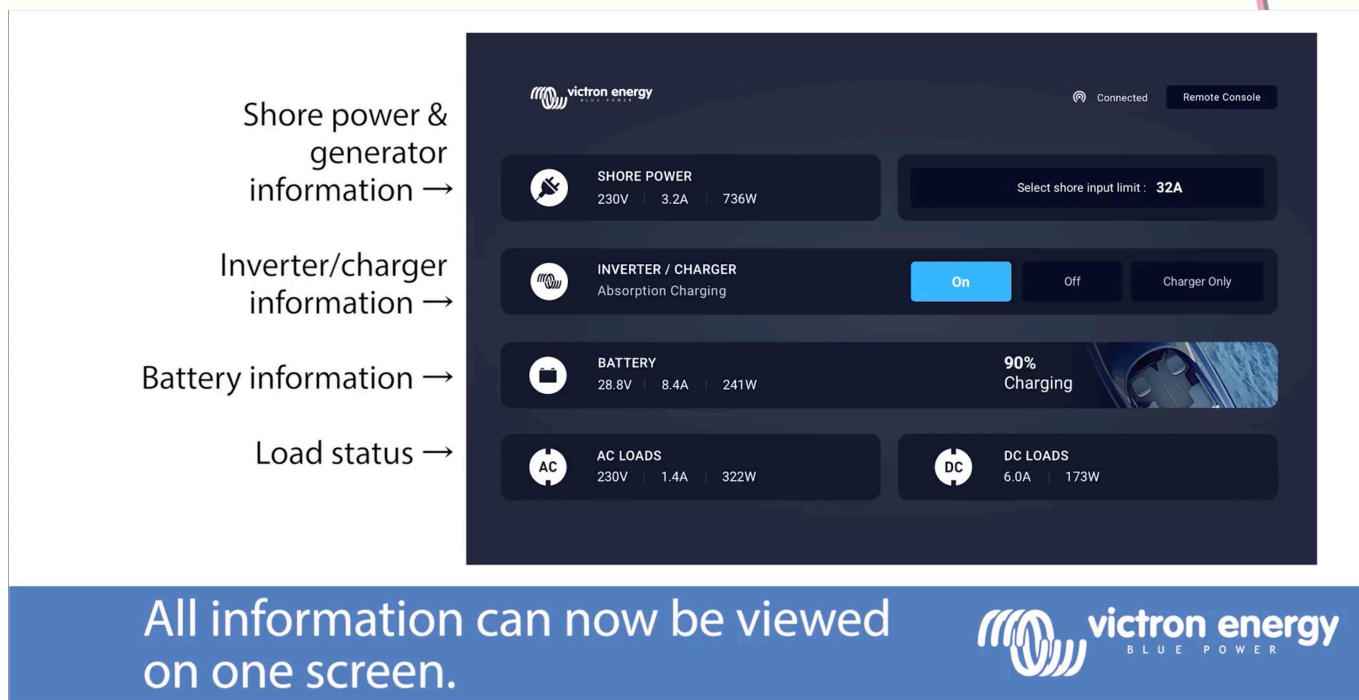 victron energy
BLUE POWER
Connected
Remote Console
Shore power &
generator
information →
SHORE POWER
230V | 3.2A | 736W
Select shore input limit : 32A
Inverter/charger
information →
INVERTER / CHARGER
Absorption Charging
On
Off
Charger Only
Battery information →
BATTERY
28.8V | 8.4A | 241W
90%
Charging
Load status →
AC
AC LOADS
230V | 1.4A | 322W
DC
DC LOADS
6.0A | 173W
All information can now be viewed
on one screen.
victron energy
BLUE POWER